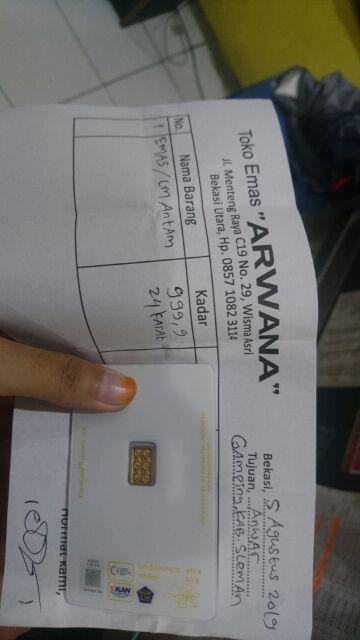 Toko Emas "ARWANA"
Jl. Menteng Raya C19 No. 29, Wisma Asri
Bekasi Utara, Hp. 0857 1082 3114
Bekasi, 5 Agustus 2019
Tujuan, ANWAR
GAMPING, KAB. SLEMAN
No. Nama Barang Kadar
1 EMAS/LM ANTAM 999,9
24 Karat
KAN
Hormat kami,